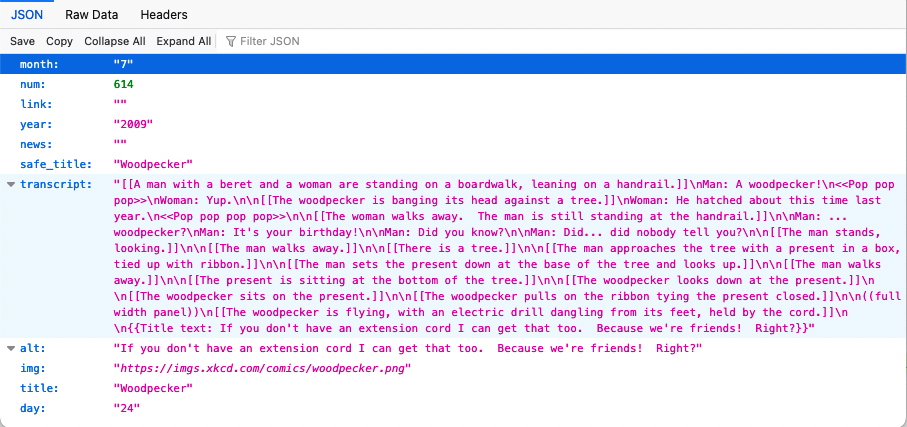 JSON Raw Data Headers
Save Copy Collapse All Expand All Filter JSON
month: "7"
num: 614
link: ""
year: "2009"
news: ""
safe_title: "Woodpecker"
transcript: "[[A man with a beret and a woman are standing on a boardwalk, leaning on a handrail.]]\nMan: A woodpecker!\n<<Pop pop
pop>>\nWoman: Yup.\n\n[[The woodpecker is banging its head against a tree.]]\nWoman: He hatched about this time last
year.\n<<Pop pop pop pop>>\n\n[[The woman walks away.  The man is still standing at the handrail.]]\n\nMan: ...
woodpecker?\nMan: It's your birthday!\n\nMan: Did you know?\n\nMan: Did... did nobody tell you?\n\n[[The man stands,
looking.]]\n\n[[The man walks away.]]\n\n[[There is a tree.]]\n\n[[The man approaches the tree with a present in a box,
tied up with ribbon.]]\n\n[[The man sets the present down at the base of the tree and looks up.]]\n\n[[The man walks
away.]]\n\n[[The present is sitting at the bottom of the tree.]]\n\n[[The woodpecker looks down at the present.]]\n
\n[[The woodpecker sits on the present.]]\n\n[[The woodpecker pulls on the ribbon tying the present closed.]]\n\n((full
width panel))\n[[The woodpecker is flying, with an electric drill dangling from its feet, held by the cord.]]\n
\n{{Title text: If you don't have an extension cord I can get that too.  Because we're friends!  Right?}}"
alt: "If you don't have an extension cord I can get that too.  Because we're friends!  Right?"
img: "https://imgs.xkcd.com/comics/woodpecker.png"
title: "Woodpecker"
day: "24"